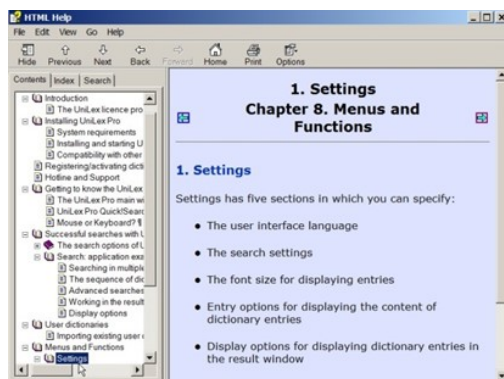 HTML Help
File Edit View Go Help
Hide Previous Next Back Forward Home Print Options
Contents Index Search
Introduction
The UniLex licence pro
Installing UniLex Pro
System requirements
Installing and starting U
Compatibility with other
Registering/activating dicti
Hotline and Support
Getting to know the UniLex
The UniLex Pro main wi
UniLex Pro QuickSearc
Mouse or Keyboard? T
Successful searches with U
The search options of U
Search: application exa
Searching in multiple
The sequence of dic
Advanced searches
Working in the result
Display options
User dictionaries
Importing existing user d
Menus and Functions
Settings
1. Settings
Chapter 8. Menus and
Functions
1. Settings
Settings has five sections in which you can specify:
The user interface language
The search settings
The font size for displaying entries
Entry options for displaying the content of
dictionary entries
Display options for displaying dictionary entries in
the result window